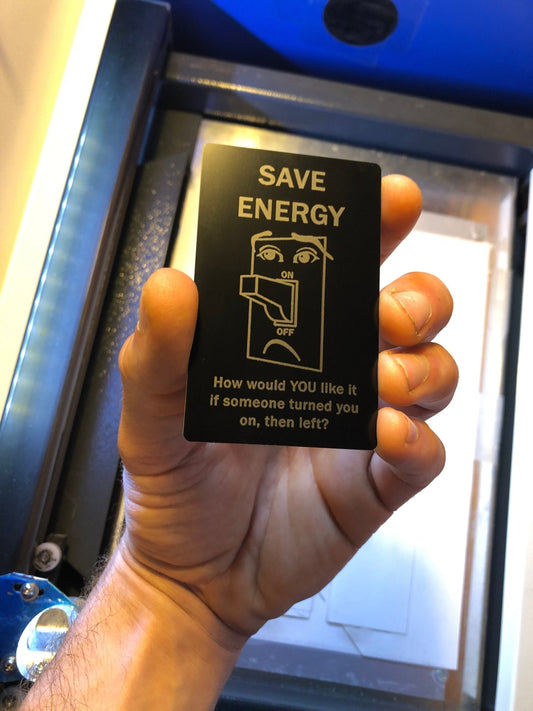 SAVE
ENERGY
ON
OFF
How would YOU like it
if someone turned you
on, then left?